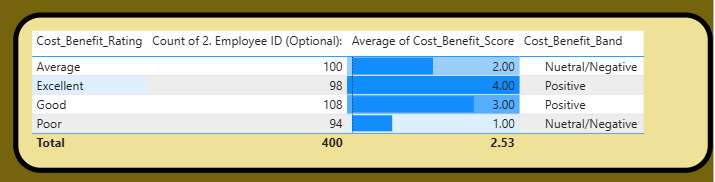 Cost_Benefit_Rating Count of 2. Employee ID (Optional): Average of Cost_Benefit_Score Cost_Benefit_Band
Average 100 2.00 Nuetral/Negative
Excellent 98 4.00 Positive
Good 108 3.00 Positive
Poor 94 1.00 Nuetral/Negative
Total 400 2.53